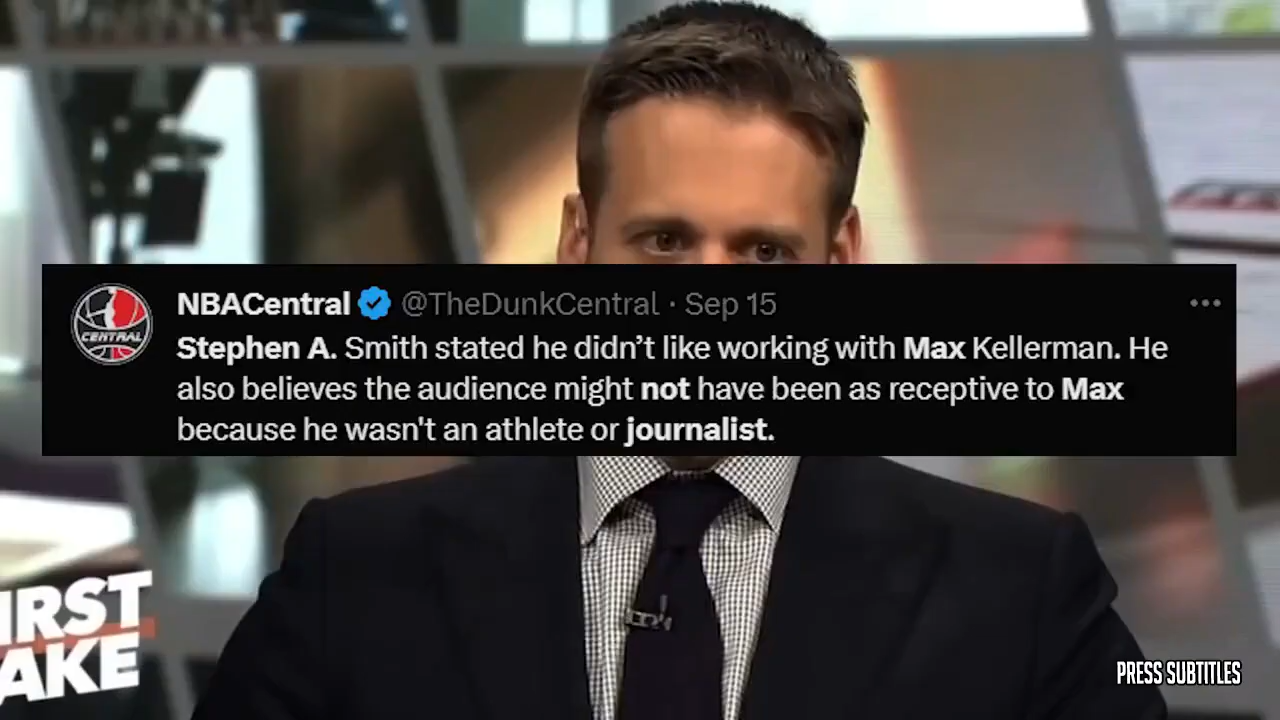 NBACentral @TheDunkCentral · Sep 15
CENTRAL
Stephen A. Smith stated he didn’t like working with Max Kellerman. He
also believes the audience might not have been as receptive to Max
because he wasn't an athlete or journalist.
IRST
AKE
PRESS SUBTITLES